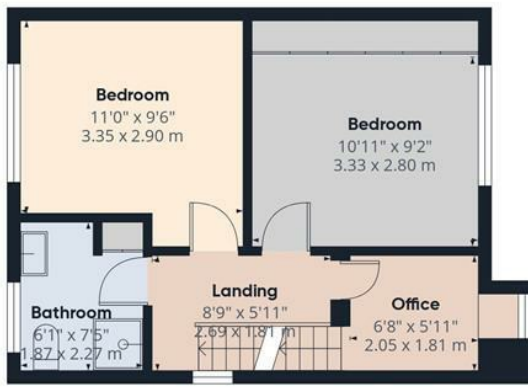 Bedroom
11'0" x 9'6"
3.35 x 2.90 m
Bedroom
10'11" x 9'2"
3.33 x 2.80 m
Landing
8'9" x 5'11"
2.69 x 1.81 m
Office
6'8" x 5'11"
2.05 x 1.81 m
Bathroom
6'1" x 7'5"
1.87 x 2.27 m